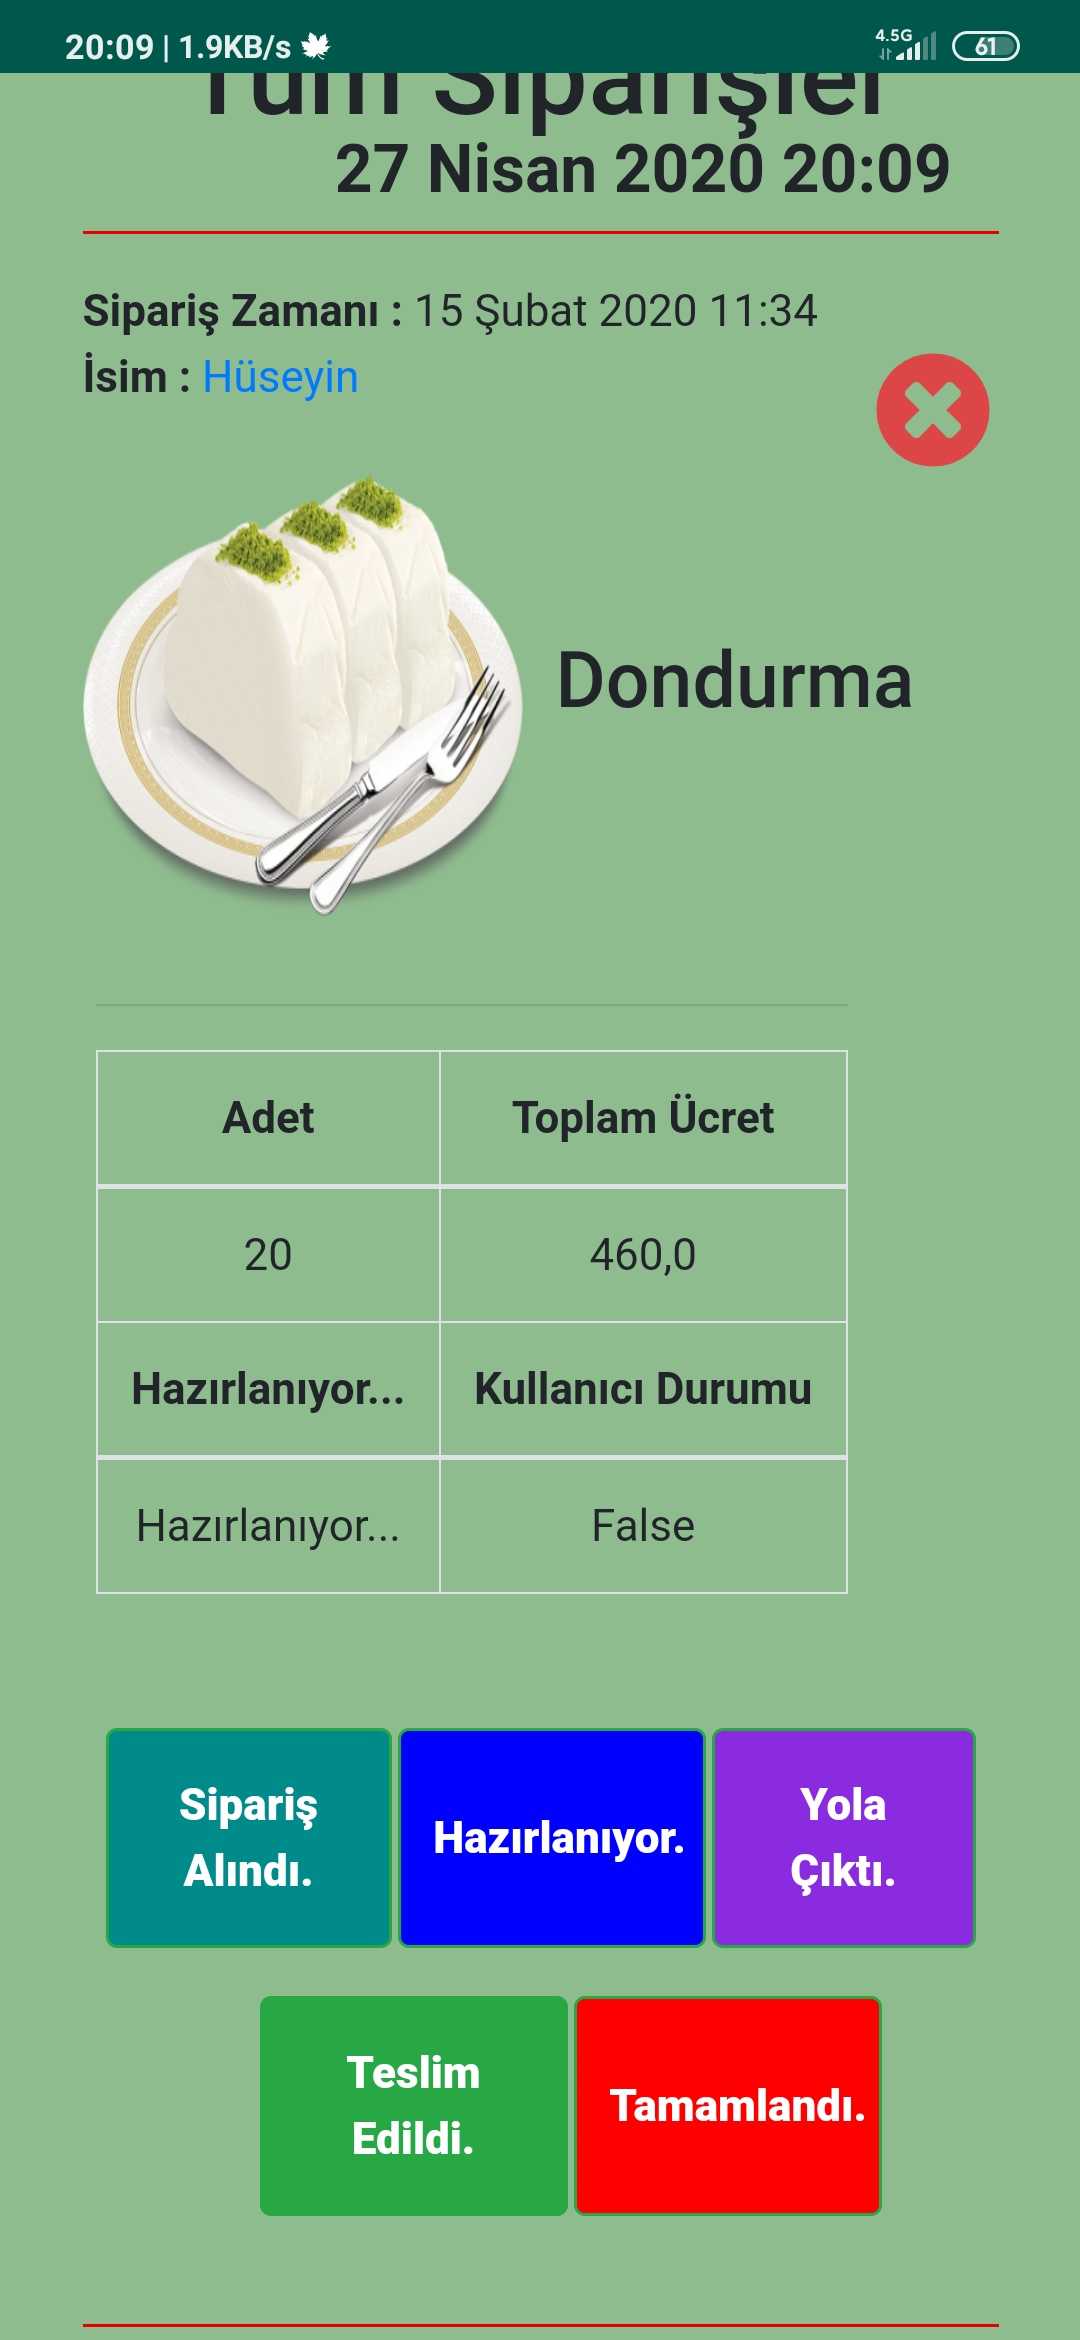 20:09 | 1.9KB/s
4.5G
61
Tüm Siparişler
27 Nisan 2020 20:09
Sipariş Zamanı : 15 Şubat 2020 11:34
İsim : Hüseyin
Dondurma
Adet Toplam Ücret
20 460,0
Hazırlanıyor... Kullanıcı Durumu
Hazırlanıyor... False
Sipariş
Alındı.
Hazırlanıyor.
Yola
Çıktı.
Teslim
Edildi.
Tamamlandı.